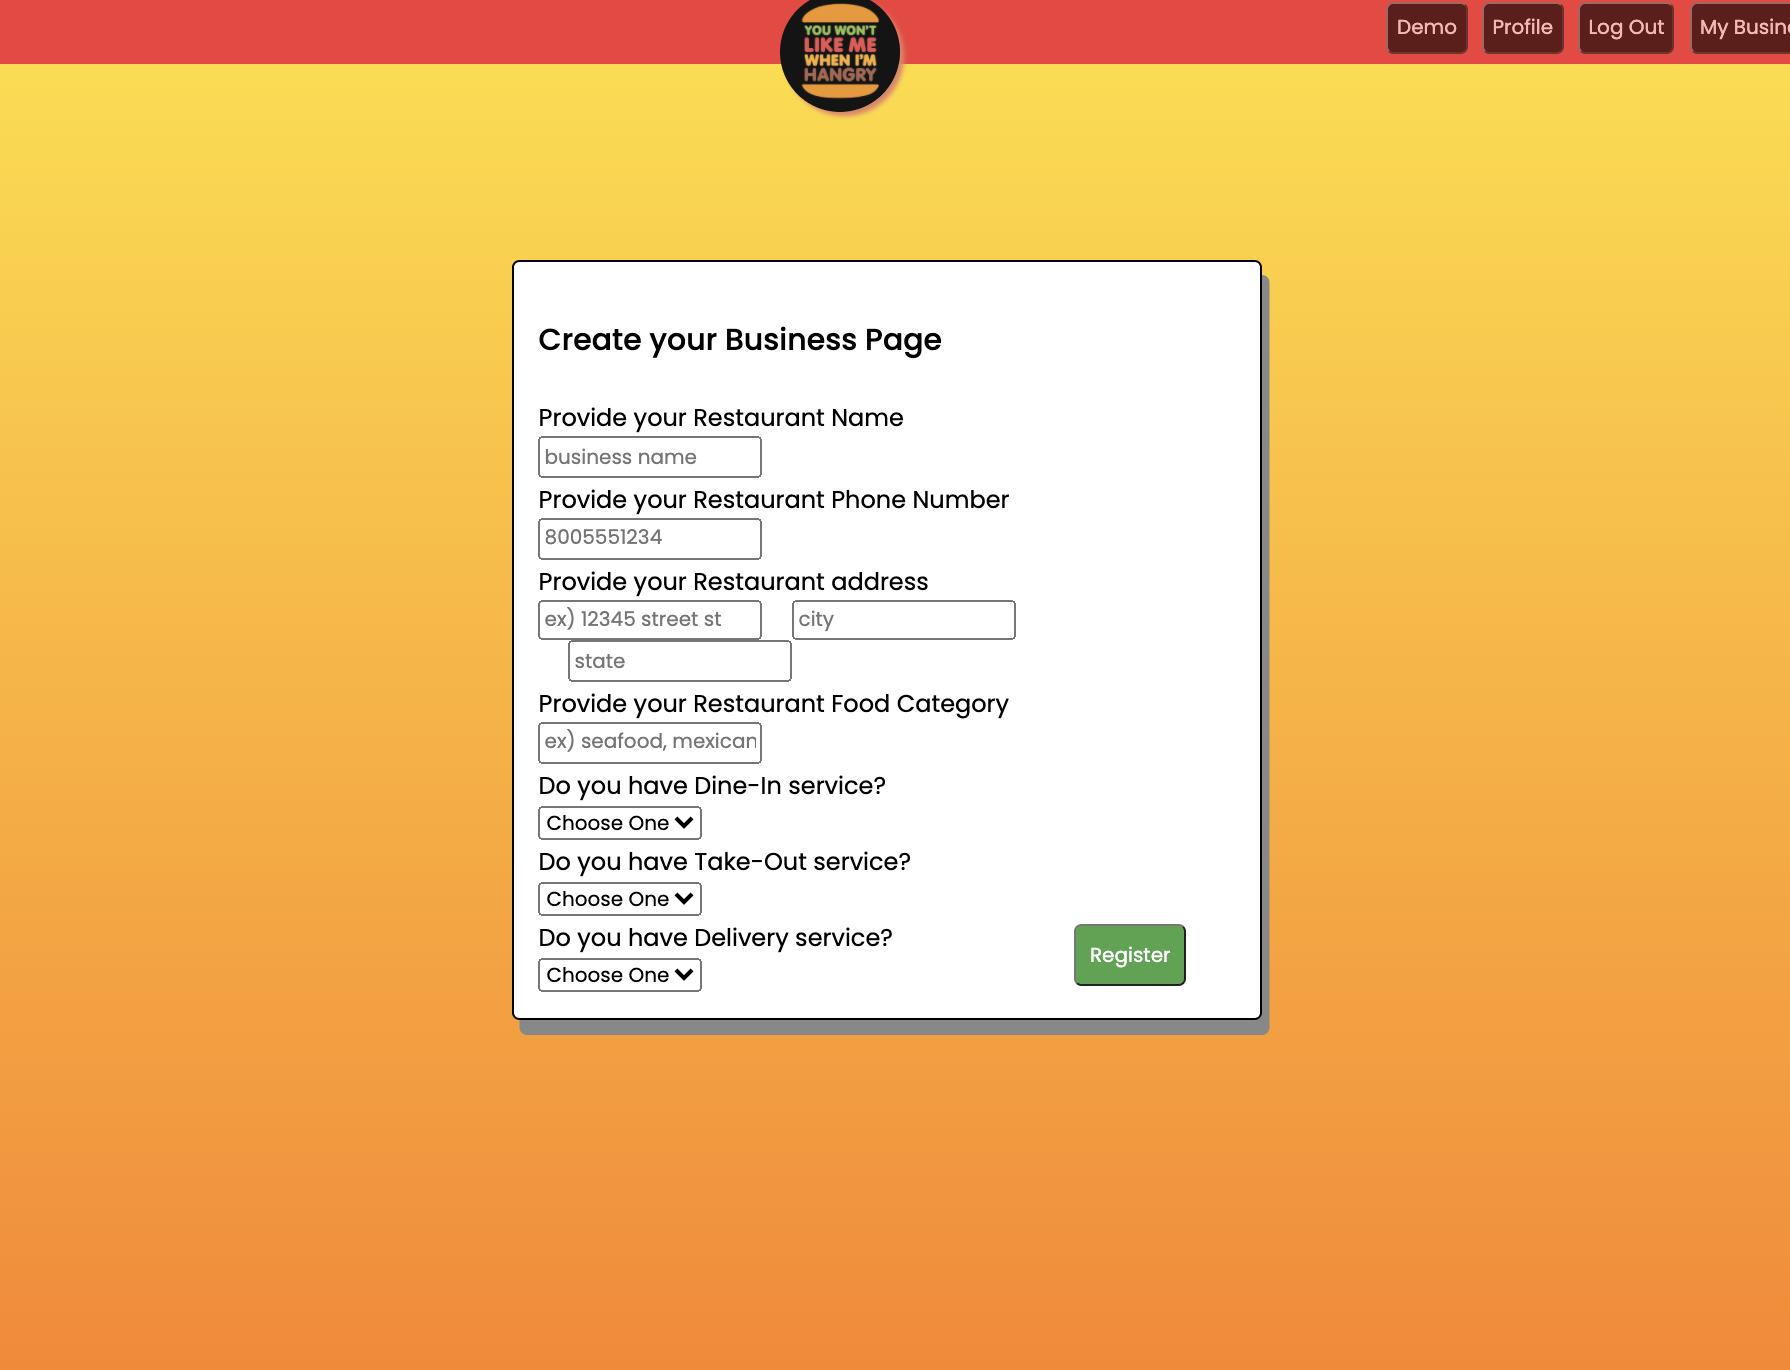 YOU WON'T
LIKE ME
WHEN I'M
HANGRY
Demo Profile Log Out My Busin
Create your Business Page
Provide your Restaurant Name
business name
Provide your Restaurant Phone Number
8005551234
Provide your Restaurant address
ex) 12345 street st city
state
Provide your Restaurant Food Category
ex) seafood, mexican
Do you have Dine-In service?
Choose One
Do you have Take-Out service?
Choose One
Do you have Delivery service?
Choose One
Register